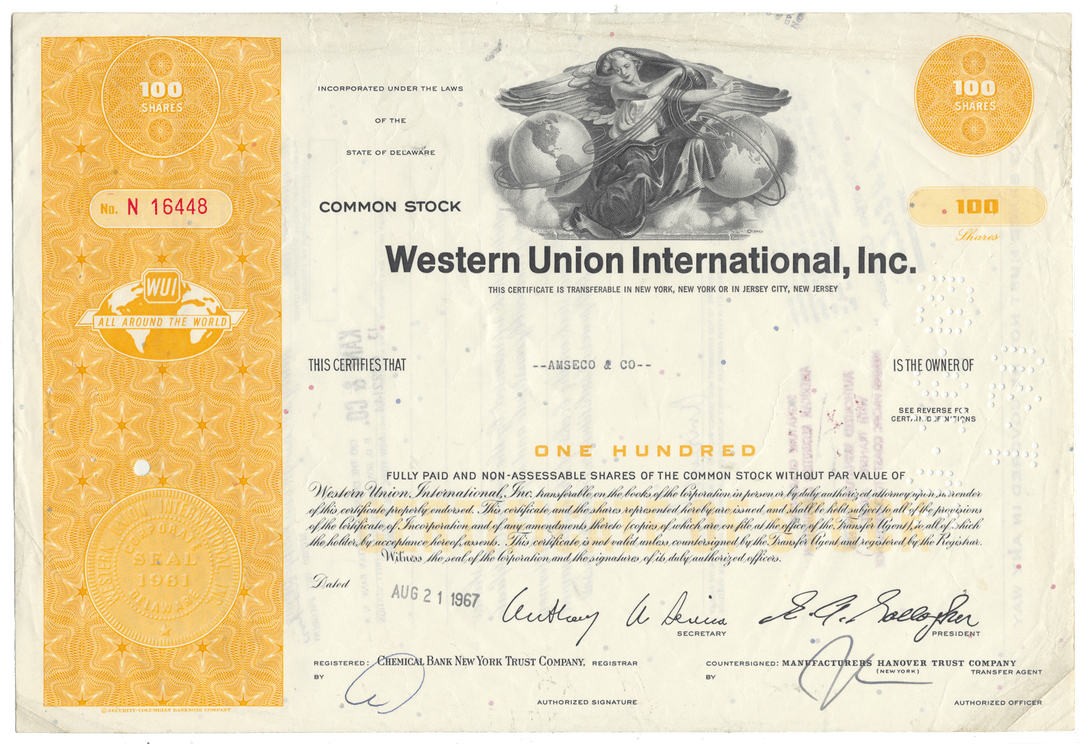 100
SHARES
No. N 16448
WUI
ALL AROUND THE WORLD
SEAL
1961
DELAWARE
© SECURITY-COLUMBIAN BANKNOTE COMPANY
INCORPORATED UNDER THE LAWS
OF THE
STATE OF DELAWARE
COMMON STOCK
100
SHARES
100
Shares
Western Union International, Inc.
THIS CERTIFICATE IS TRANSFERABLE IN NEW YORK, NEW YORK OR IN JERSEY CITY, NEW JERSEY
THIS CERTIFIES THAT --AMSECO & CO-- IS THE OWNER OF
SEE REVERSE FOR
CERTAIN DEFINITIONS
ONE HUNDRED
FULLY PAID AND NON-ASSESSABLE SHARES OF THE COMMON STOCK WITHOUT PAR VALUE OF
Western Union International, Inc. transferable on the books of the Corporation in person or by duly authorized attorney upon surrender
of this certificate properly endorsed. This certificate and the shares represented hereby are issued and shall be held subject to all of the provisions
of the Certificate of Incorporation and of any amendments thereto (copies of which are on file at the office of the Transfer Agent), to all of which
the holder, by acceptance hereof, assents. This certificate is not valid unless countersigned by the Transfer Agent and registered by the Registrar.
Witness the seal of the Corporation and the signatures of its duly authorized officers.
Dated AUG 21 1967
SECRETARY
PRESIDENT
REGISTERED: CHEMICAL BANK NEW YORK TRUST COMPANY, REGISTRAR
BY
AUTHORIZED SIGNATURE
COUNTERSIGNED: MANUFACTURERS HANOVER TRUST COMPANY
(NEW YORK) TRANSFER AGENT
BY
AUTHORIZED OFFICER